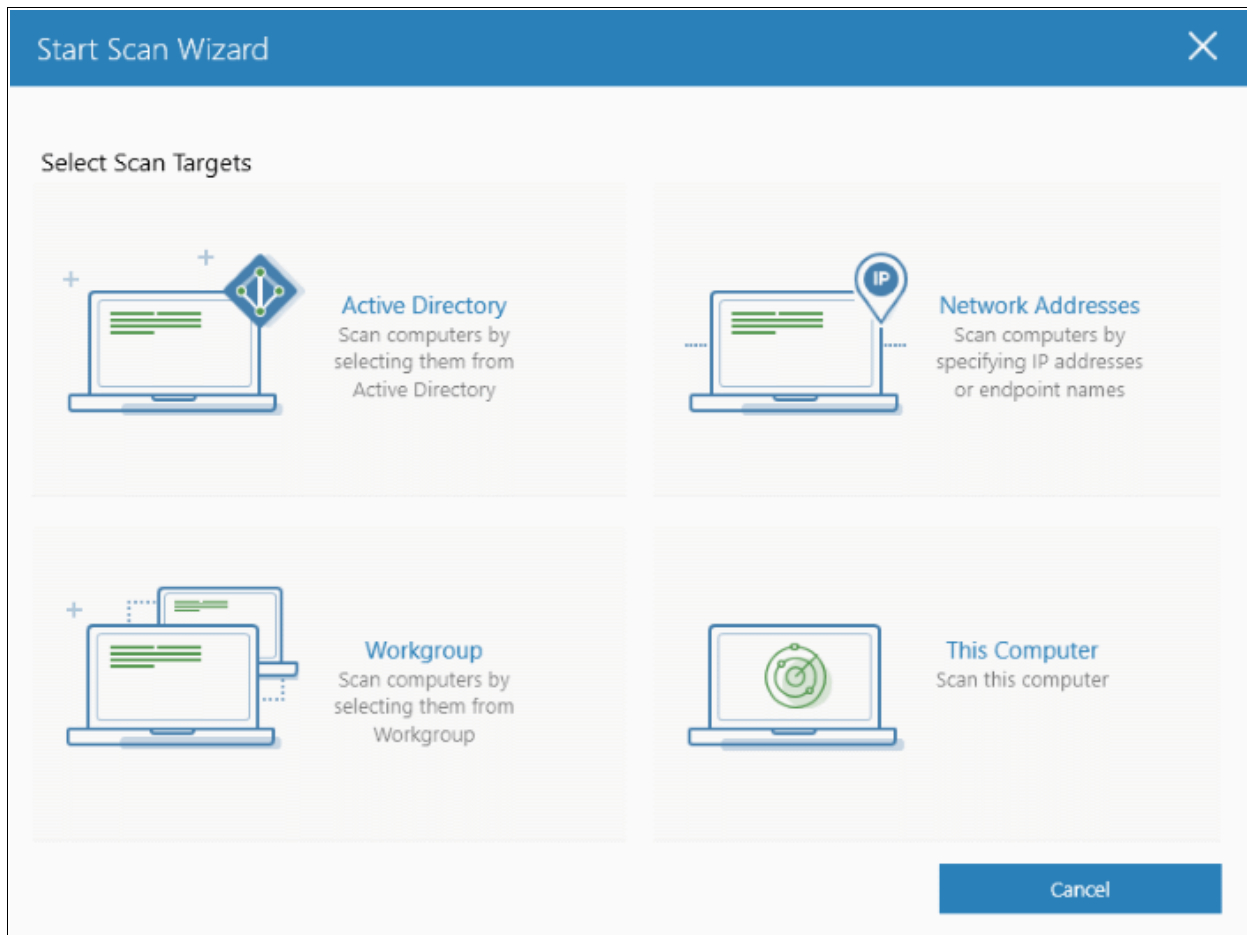 Start Scan Wizard
Select Scan Targets
Active Directory
Scan computers by
selecting them from
Active Directory
IP
Network Addresses
Scan computers by
specifying IP addresses
or endpoint names
Workgroup
Scan computers by
selecting them from
Workgroup
This Computer
Scan this computer
Cancel